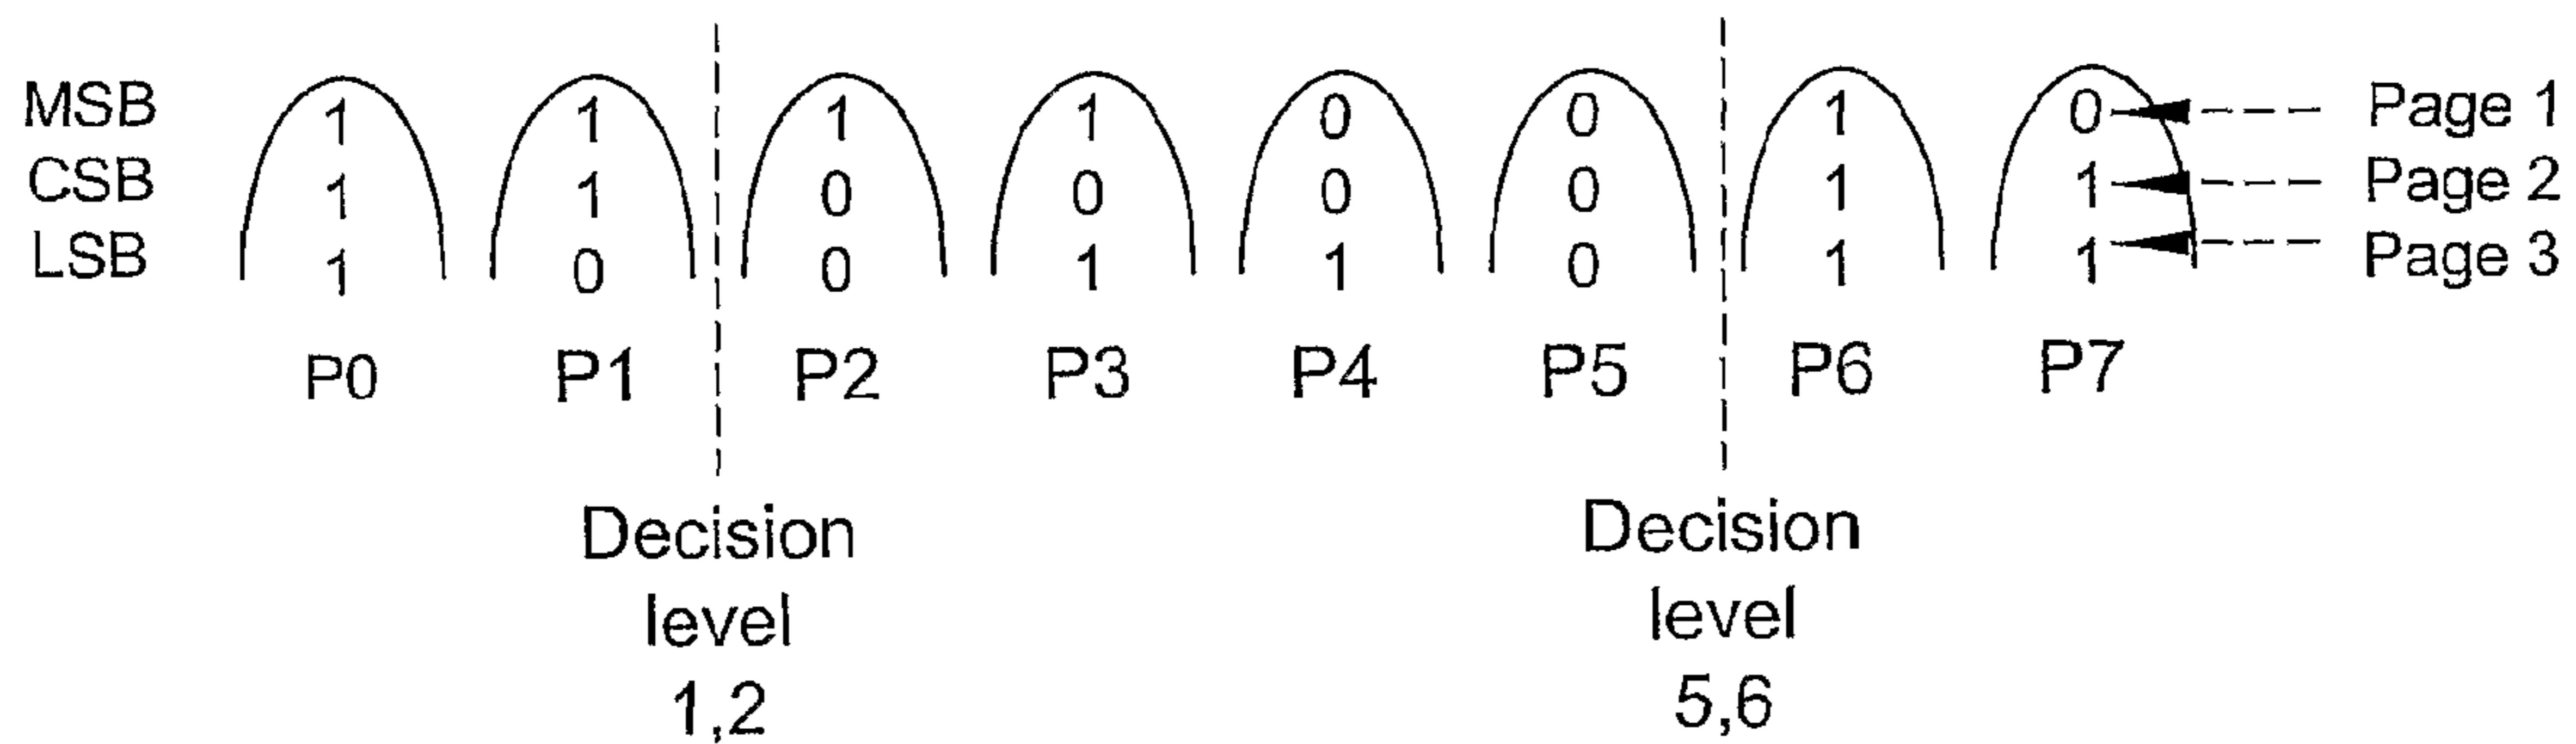 MSB 1 1 1 1 0 0 1 0 Page 1
CSB 1 1 0 0 0 0 1 1 Page 2
LSB 1 0 0 1 1 0 1 1 Page 3
P0 P1 P2 P3 P4 P5 P6 P7
Decision Decision
level level
1,2 5,6